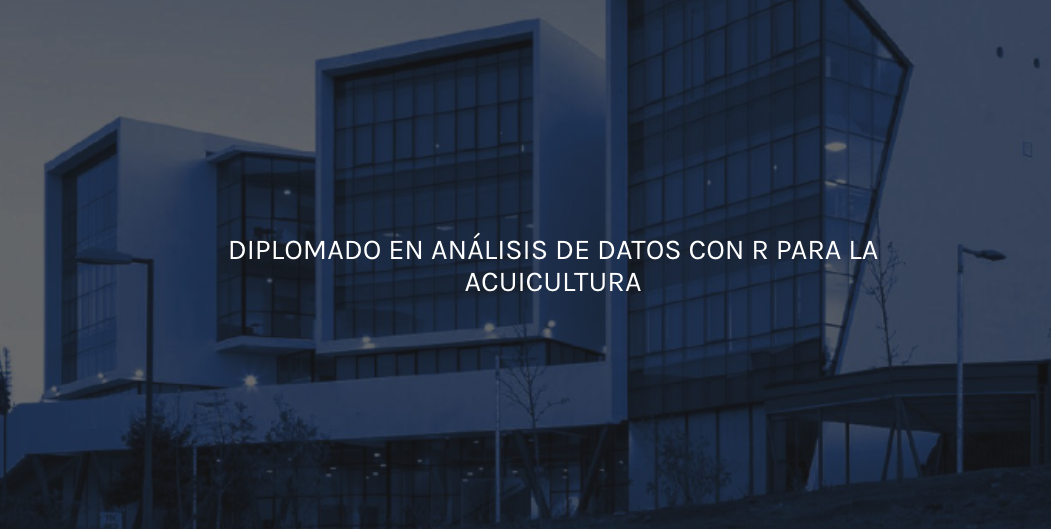 DIPLOMADO EN ANÁLISIS DE DATOS CON R PARA LA
ACUICULTURA